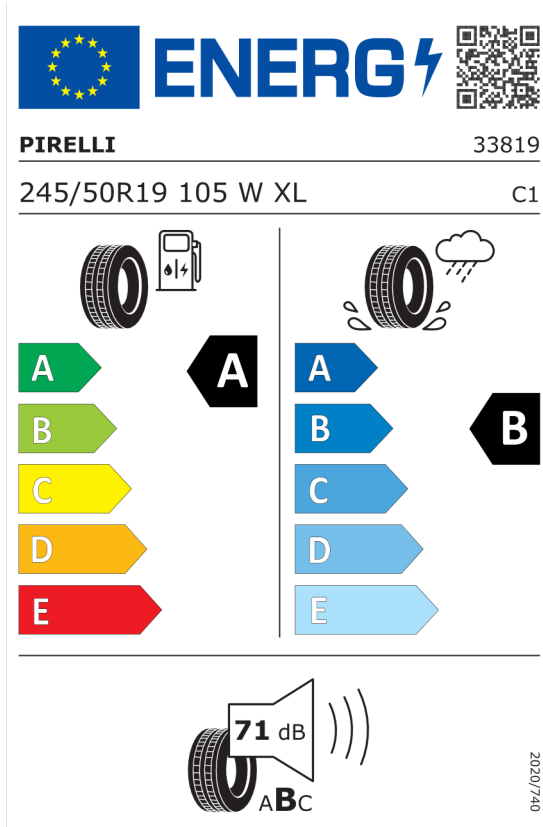 ENERG
PIRELLI 33819
245/50R19 105 W XL C1
A A A
B B B
C C
D D
E E
71 dB
ABC
2020/740